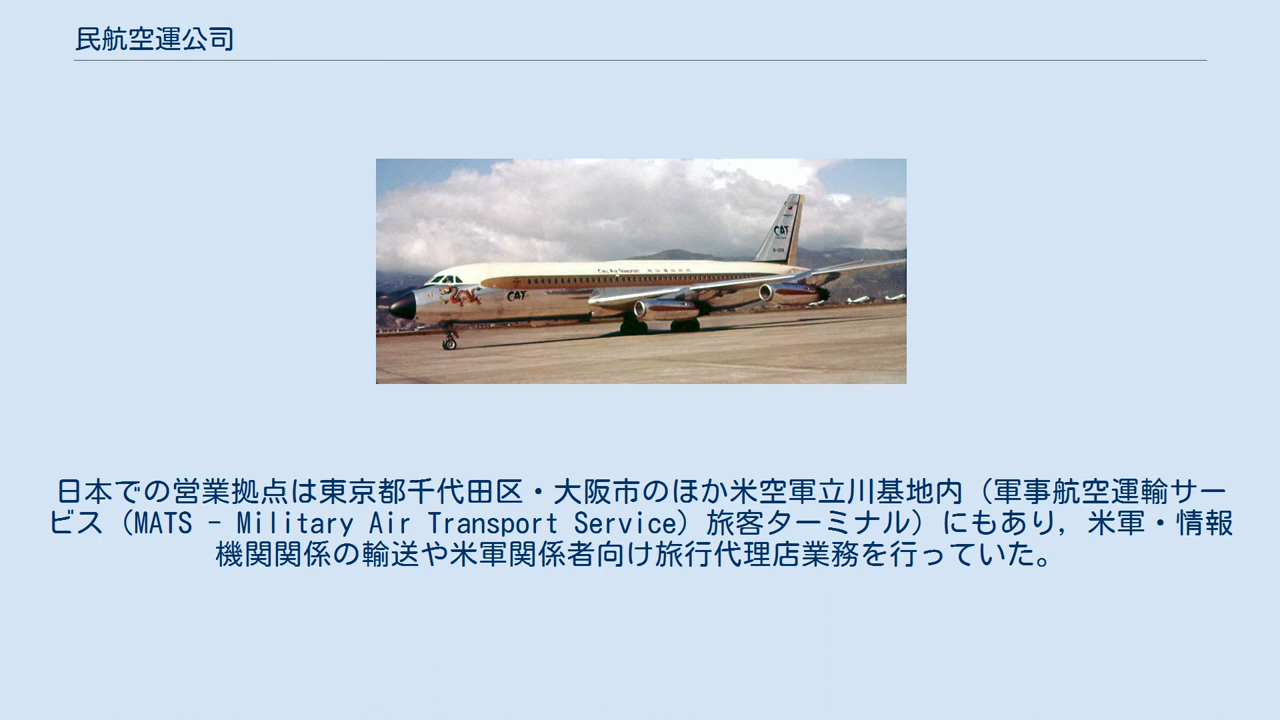 民航空運公司
CAT
CAT
日本での営業拠点は東京都千代田区・大阪市のほか米空軍立川基地内（軍事航空運輸サー
ビス（MATS - Military Air Transport Service）旅客ターミナル）にもあり，米軍・情報
機関関係の輸送や米軍関係者向け旅行代理店業務を行っていた。